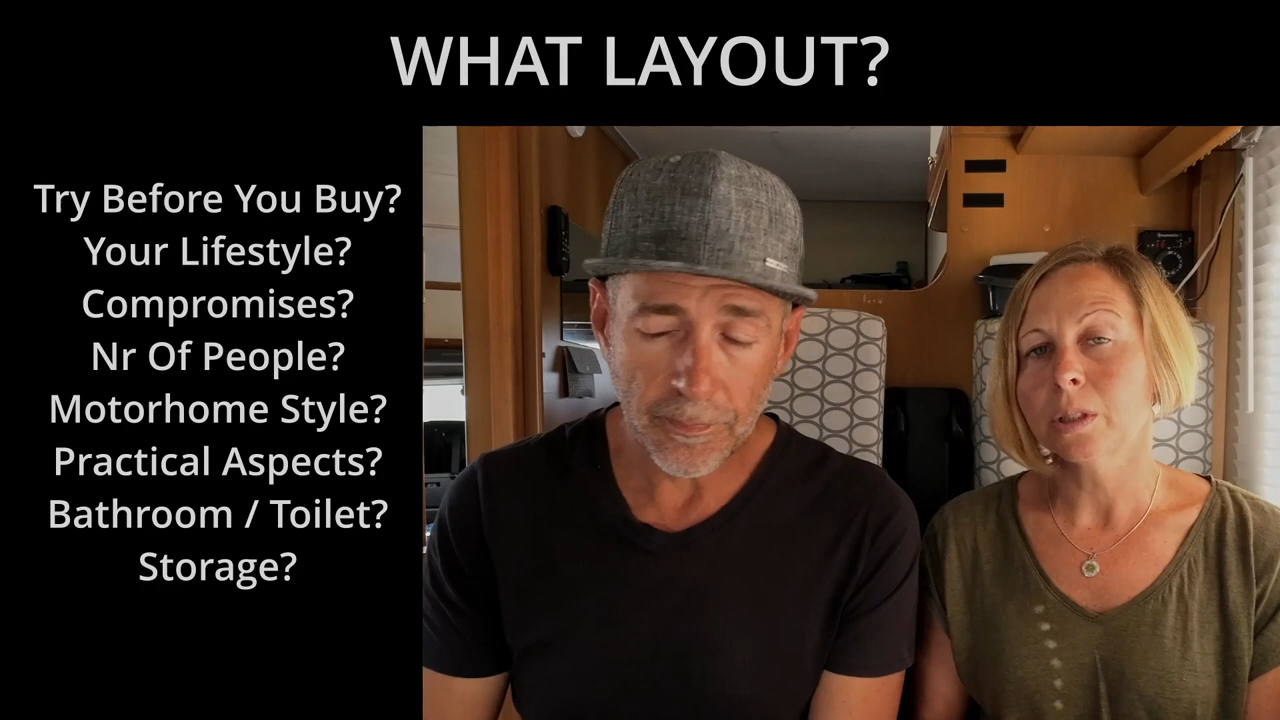 WHAT LAYOUT?
Try Before You Buy?
Your Lifestyle?
Compromises?
Nr Of People?
Motorhome Style?
Practical Aspects?
Bathroom / Toilet?
Storage?